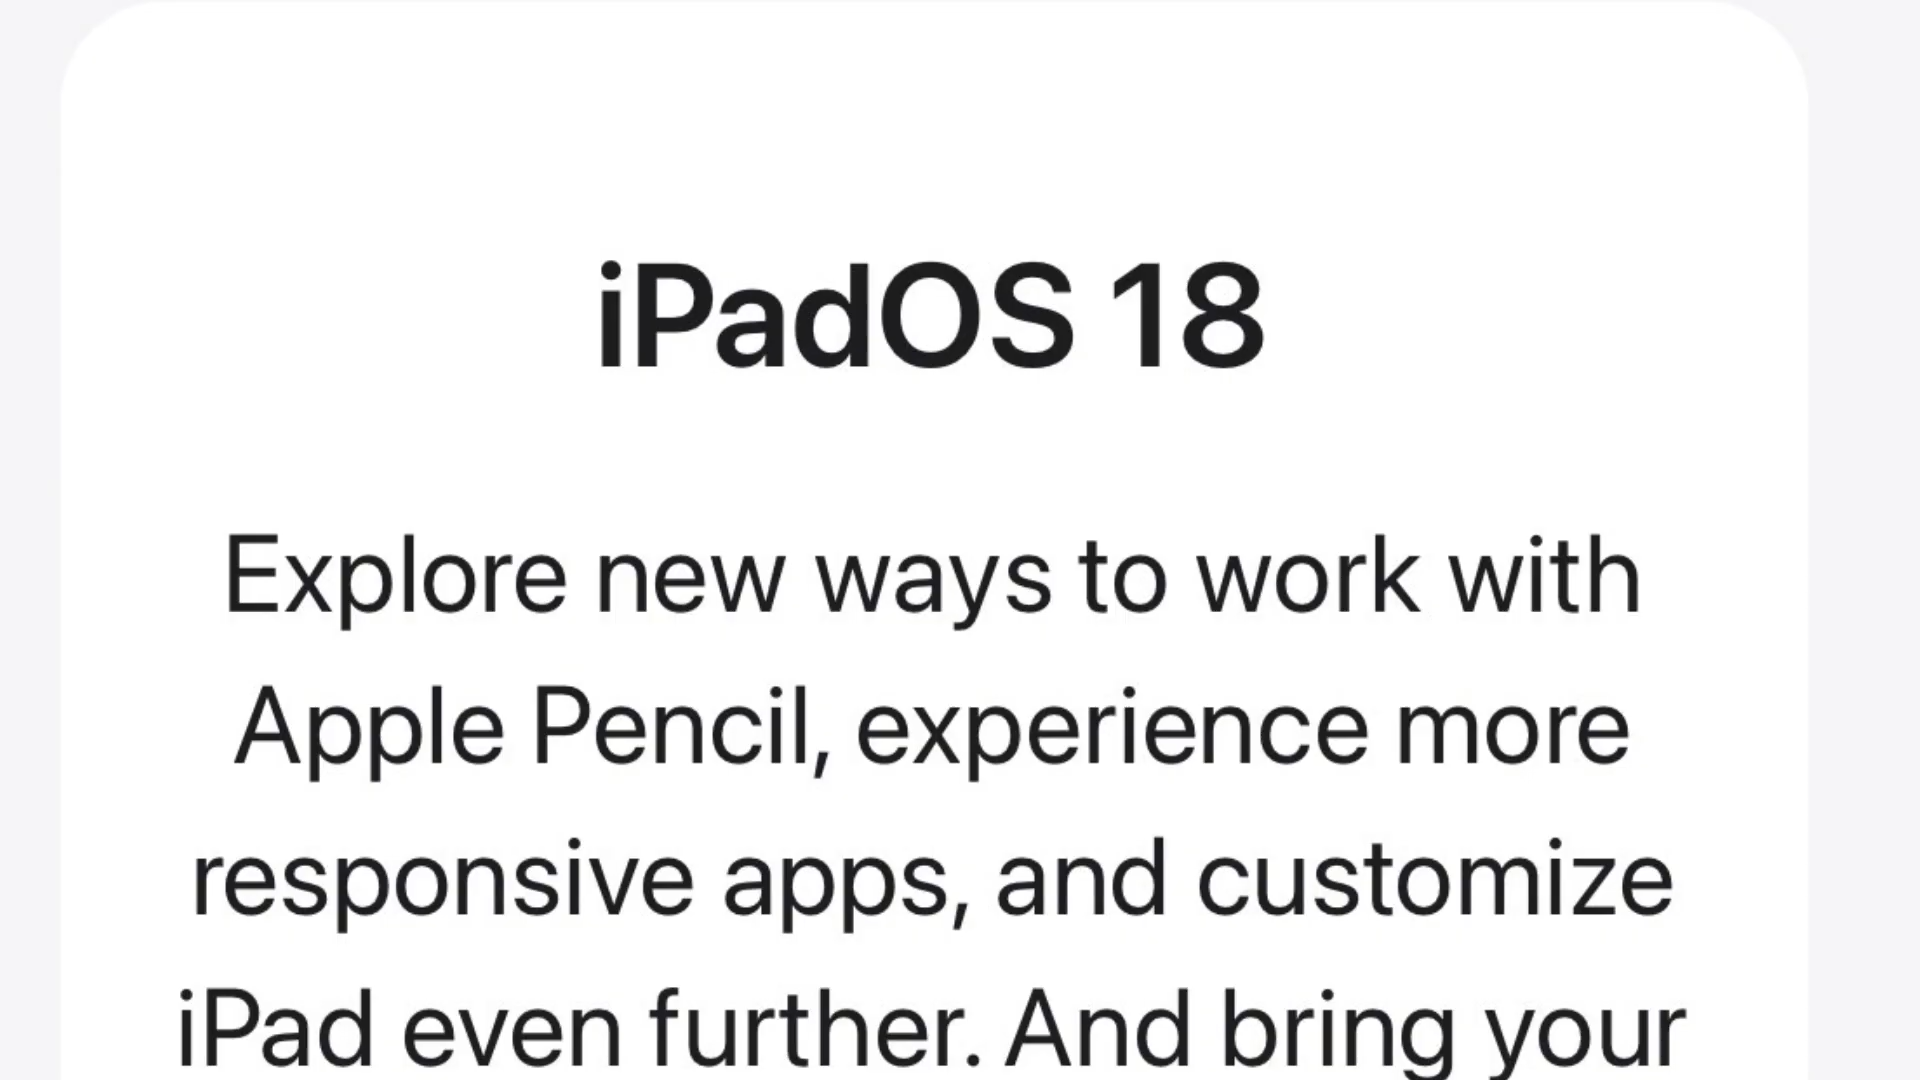 iPadOS 18
Explore new ways to work with
Apple Pencil, experience more
responsive apps, and customize
iPad even further. And bring your